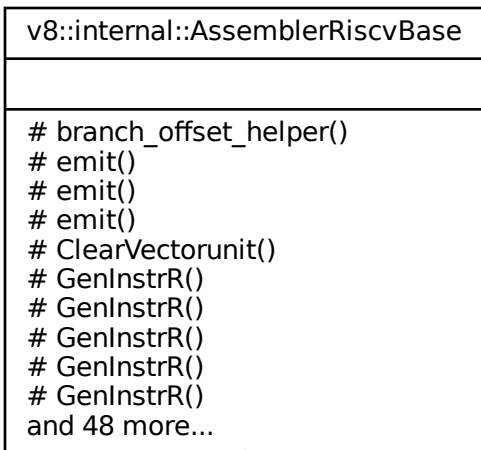 v8::internal::AssemblerRiscvBase
# branch_offset_helper()
# emit()
# emit()
# emit()
# ClearVectorunit()
# GenInstrR()
# GenInstrR()
# GenInstrR()
# GenInstrR()
# GenInstrR()
and 48 more...